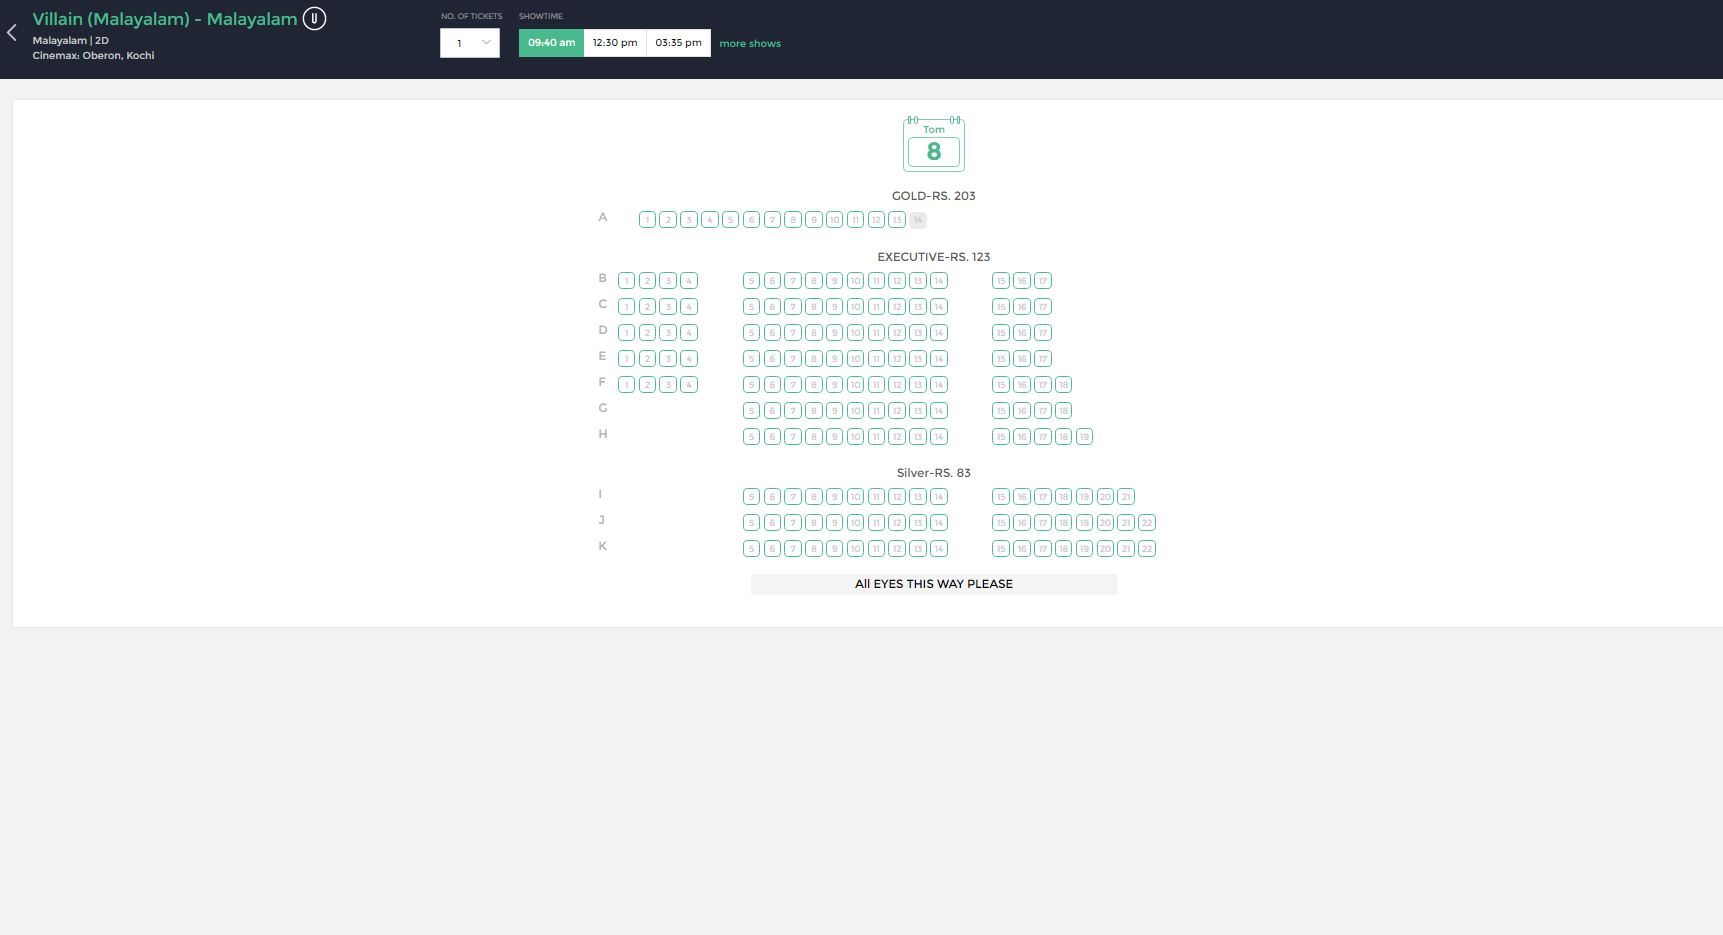 Villain (Malayalam) - Malayalam U
Malayalam | 2D
Cinemax: Oberon, Kochi
NO. OF TICKETS
1
SHOWTIME
09:40 am 12:30 pm 03:35 pm more shows
Tom
8
GOLD-RS. 203
A 1 2 3 4 5 6 7 8 9 10 11 12 13 14
EXECUTIVE-RS. 123
B 1 2 3 4 5 6 7 8 9 10 11 12 13 14 15 16 17
C 1 2 3 4 5 6 7 8 9 10 11 12 13 14 15 16 17
D 1 2 3 4 5 6 7 8 9 10 11 12 13 14 15 16 17
E 1 2 3 4 5 6 7 8 9 10 11 12 13 14 15 16 17
F 1 2 3 4 5 6 7 8 9 10 11 12 13 14 15 16 17 18
G 5 6 7 8 9 10 11 12 13 14 15 16 17 18
H 5 6 7 8 9 10 11 12 13 14 15 16 17 18 19
Silver-RS. 83
I 5 6 7 8 9 10 11 12 13 14 15 16 17 18 19 20 21
J 5 6 7 8 9 10 11 12 13 14 15 16 17 18 19 20 21 22
K 5 6 7 8 9 10 11 12 13 14 15 16 17 18 19 20 21 22
All EYES THIS WAY PLEASE